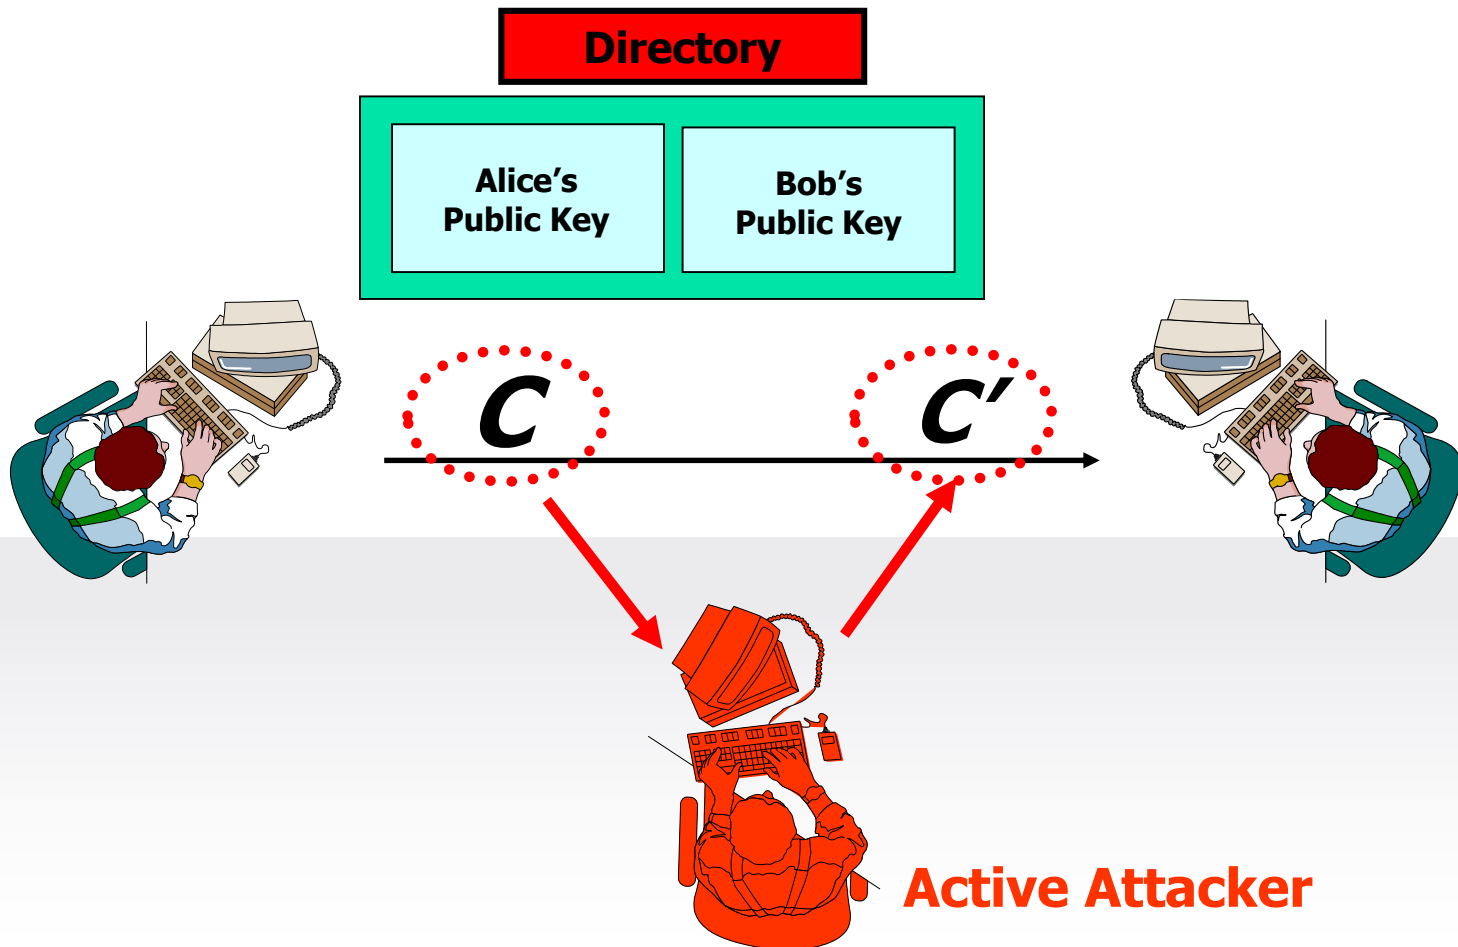 Directory
Alice’s
Public Key
Bob’s
Public Key
C
C′
Active Attacker